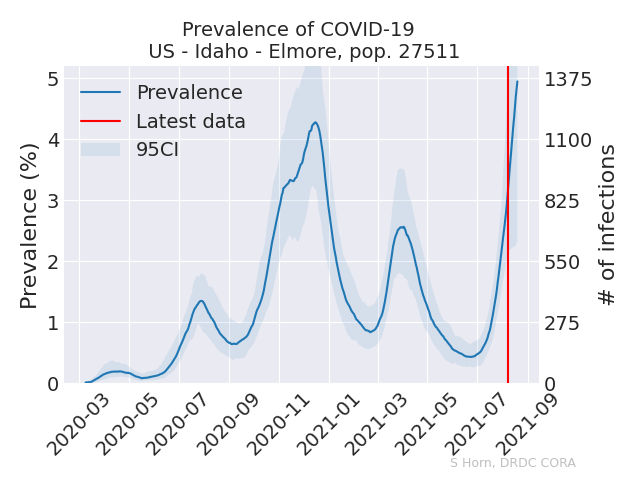 Prevalence of COVID-19
US - Idaho - Elmore, pop. 27511
Prevalence
Latest data
95CI
Prevalence (%)
5
4
3
2
1
0
# of infections
1375
1100
825
550
275
0
2020-03
2020-05
2020-07
2020-09
2020-11
2021-01
2021-03
2021-05
2021-07
2021-09
S Horn, DRDC CORA